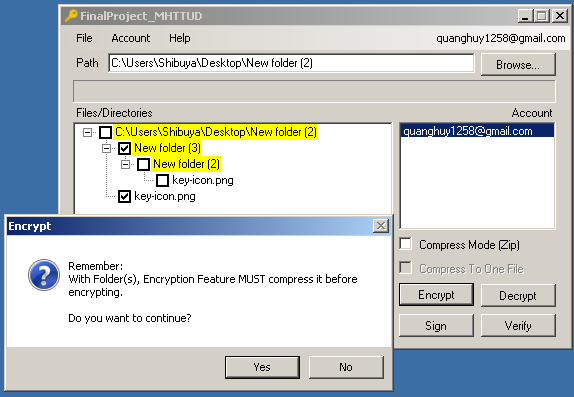 FinalProject_MHTTUD
File Account Help quanghuy1258@gmail.com
Path C:\Users\Shibuya\Desktop\New folder (2) Browse...
Files/Directories Account
C:\Users\Shibuya\Desktop\New folder (2)
New folder (3)
New folder (2)
key-icon.png
key-icon.png
quanghuy1258@gmail.com
Compress Mode (Zip)
Compress To One File
Encrypt Decrypt
Sign Verify
Encrypt
Remember:
With Folder(s), Encryption Feature MUST compress it before
encrypting.
Do you want to continue?
Yes No